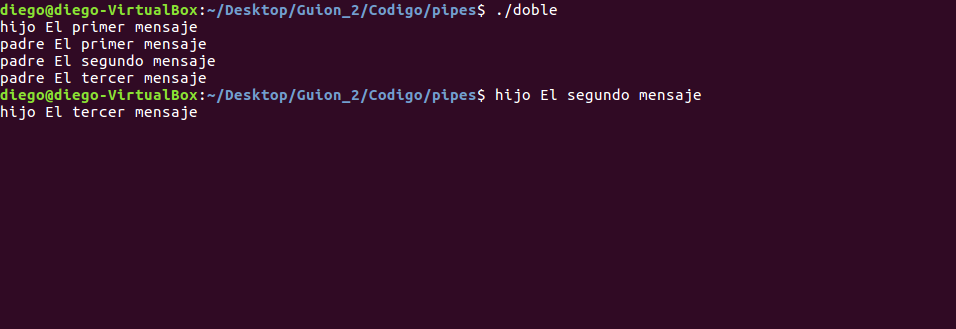 diego@diego-VirtualBox:~/Desktop/Guion_2/Codigo/pipes$ ./doble
hijo El primer mensaje
padre El primer mensaje
padre El segundo mensaje
padre El tercer mensaje
diego@diego-VirtualBox:~/Desktop/Guion_2/Codigo/pipes$ hijo El segundo mensaje
hijo El tercer mensaje